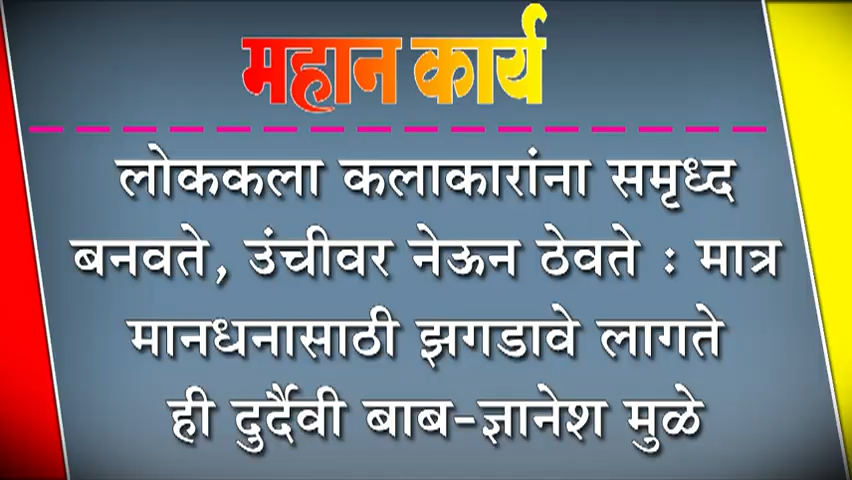 महान कार्य
लोककला कलाकारांना समृध्द
बनवते, उंचीवर नेऊन ठेवते : मात्र
मानधनासाठी झगडावे लागते
ही दुर्दैवी बाब-ज्ञानेश मुळे